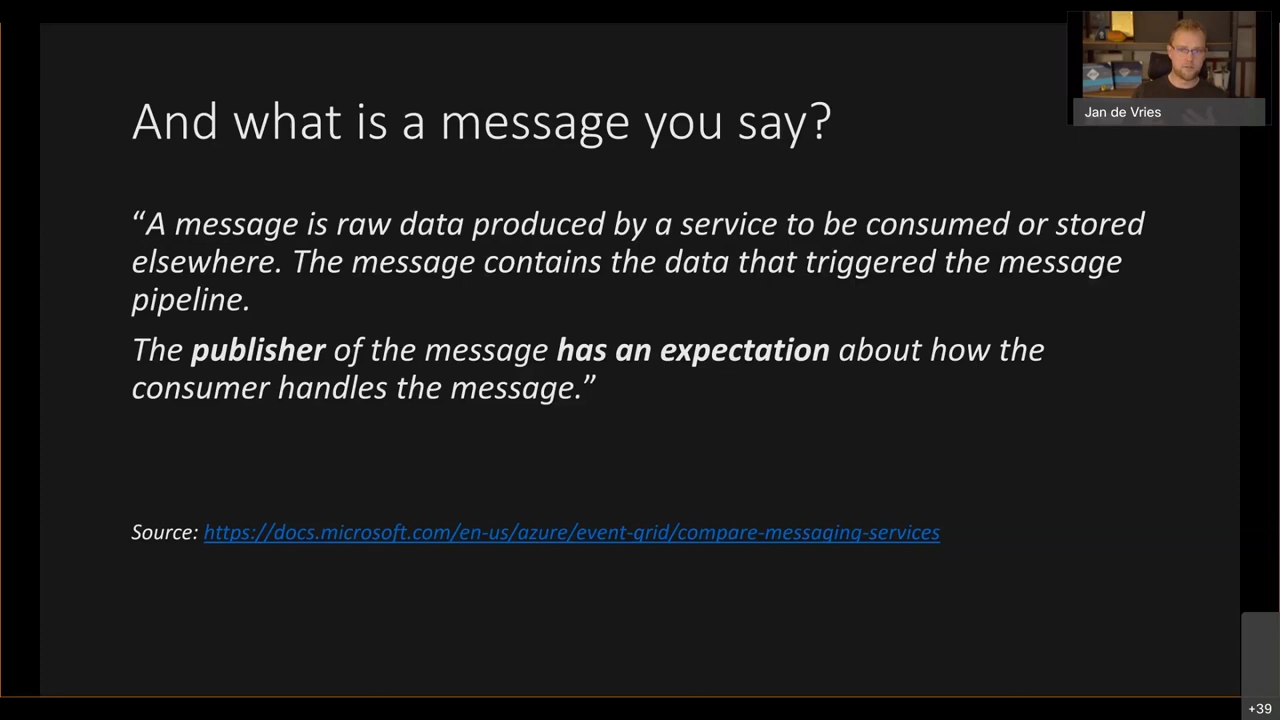 And what is a message you say?
Jan de Vries
“A message is raw data produced by a service to be consumed or stored
elsewhere. The message contains the data that triggered the message
pipeline.
The publisher of the message has an expectation about how the
consumer handles the message.”
Source: https://docs.microsoft.com/en-us/azure/event-grid/compare-messaging-services
+39